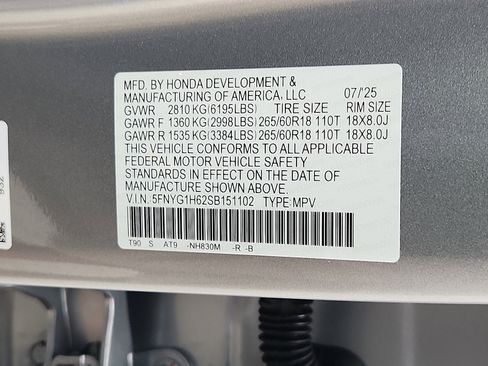 MFD. BY HONDA DEVELOPMENT &
MANUFACTURING OF AMERICA, LLC 07/'25
GVWR 2810 KG(6195LBS) TIRE SIZE RIM SIZE
GAWR F 1360 KG(2998LBS) 265/60R18 110T 18X8.0J
GAWR R 1535 KG(3384LBS) 265/60R18 110T 18X8.0J
THIS VEHICLE CONFORMS TO ALL APPLICABLE
FEDERAL MOTOR VEHICLE SAFETY
STANDARDS IN EFFECT ON THE DATE OF
MANUFACTURE SHOWN ABOVE.
V.I.N. 5FNYG1H62SB151102 TYPE:MPV
T90 S AT9 -NH830M -R -B